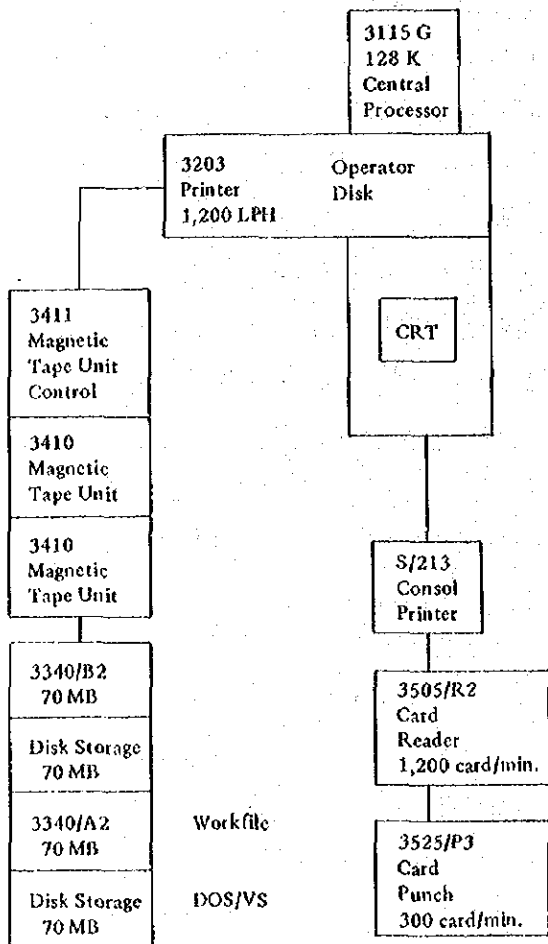 3115 G
128 K
Central
Processor
3203
Printer
1,200 LPH
Operator
Disk
CRT
3411
Magnetic
Tape Unit
Control
3410
Magnetic
Tape Unit
3410
Magnetic
Tape Unit
3340/B2
70 MB
Disk Storage
70 MB
3340/A2
70 MB
Workfile
Disk Storage
70 MB
DOS/VS
S/213
Consol
Printer
3505/R2
Card
Reader
1,200 card/min.
3525/P3
Card
Punch
300 card/min.